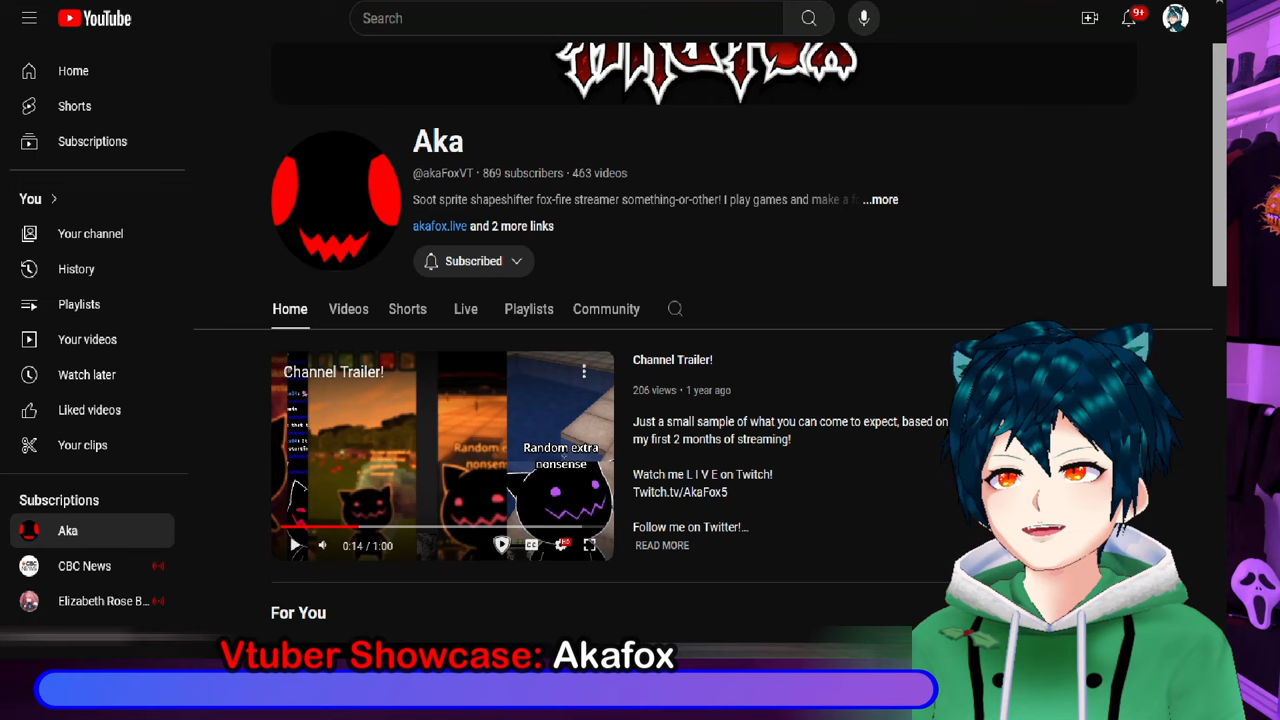 YouTube
Search
9+
Home
Shorts
Subscriptions
You
Your channel
History
Playlists
Your videos
Watch later
Liked videos
Your clips
Subscriptions
Aka
CBC News
Elizabeth Rose B...
Aka
@akaFoxVT · 869 subscribers · 463 videos
Soot sprite shapeshifter fox-fire streamer something-or-other! I play games and make a
...more
akafox.live and 2 more links
Subscribed
Home Videos Shorts Live Playlists Community
Channel Trailer!
Random extra
nonsense
0:14 / 1:00
CC
HD
Channel Trailer!
206 views · 1 year ago
Just a small sample of what you can come to expect, based on
my first 2 months of streaming!
Watch me L I V E on Twitch!
Twitch.tv/AkaFox5
Follow me on Twitter!...
READ MORE
For You
Vtuber Showcase: Akafox